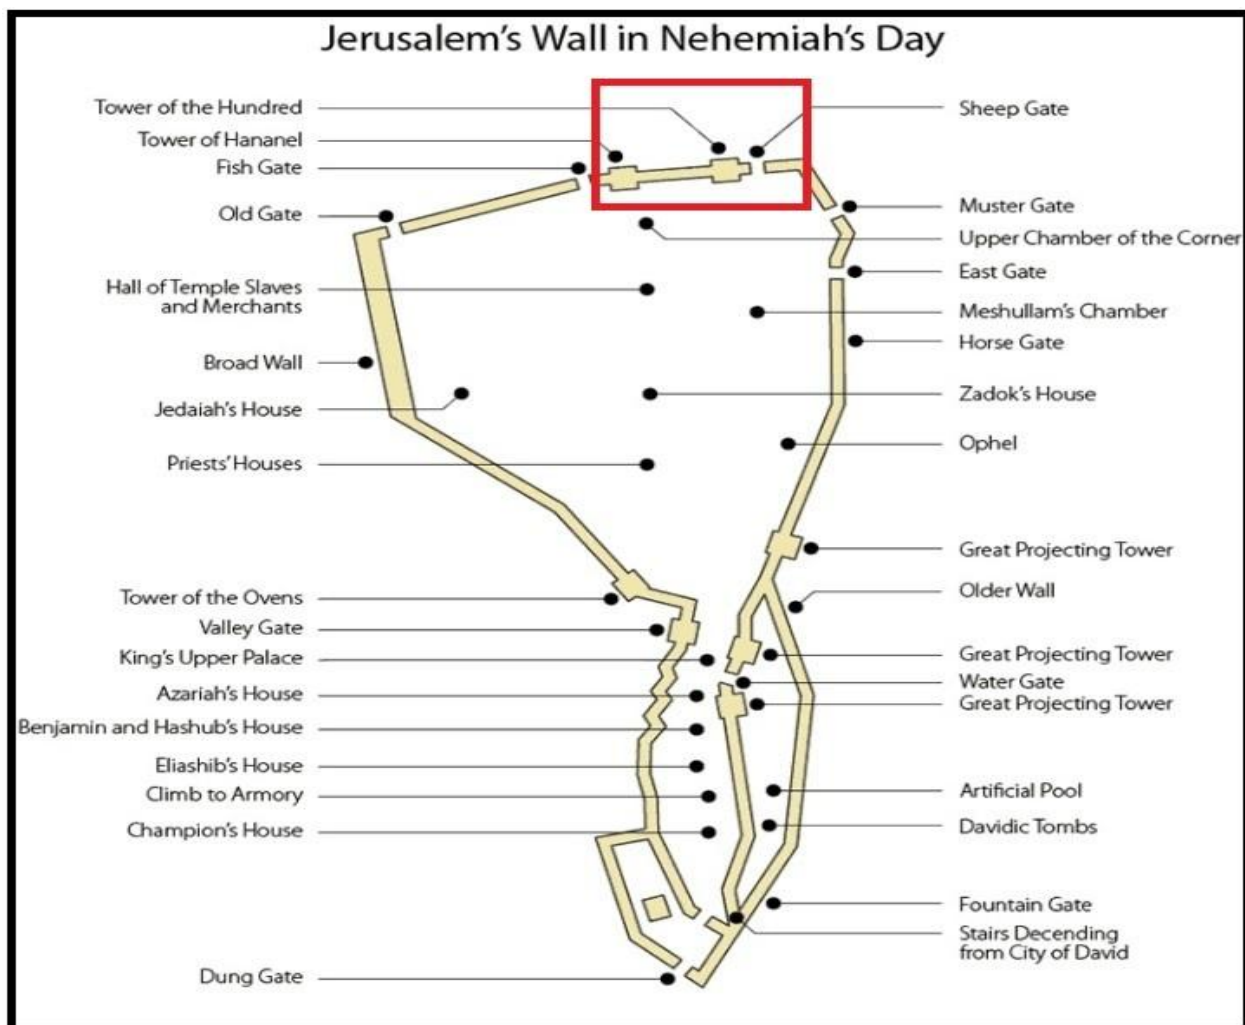 Jerusalem's Wall in Nehemiah's Day
Tower of the Hundred
Tower of Hananel
Fish Gate
Old Gate
Hall of Temple Slaves
and Merchants
Broad Wall
Jedaiah's House
Priests' Houses
Tower of the Ovens
Valley Gate
King's Upper Palace
Azariah's House
Benjamin and Hashub's House
Eliashib's House
Climb to Armory
Champion's House
Dung Gate
Sheep Gate
Muster Gate
Upper Chamber of the Corner
East Gate
Meshullam's Chamber
Horse Gate
Zadok's House
Ophel
Great Projecting Tower
Older Wall
Great Projecting Tower
Water Gate
Great Projecting Tower
Artificial Pool
Davidic Tombs
Fountain Gate
Stairs Decending
from City of David